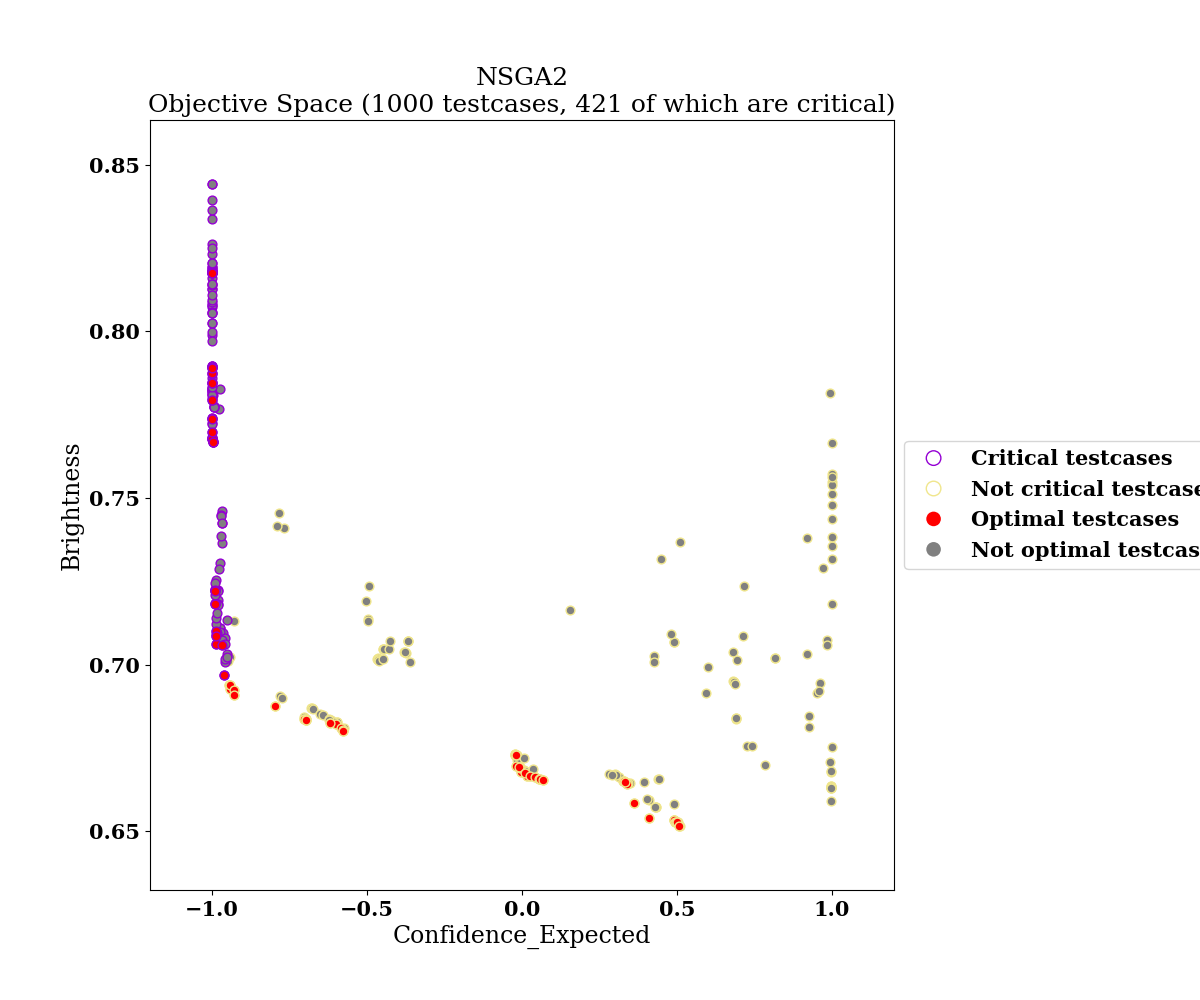 NSGA2
Objective Space (1000 testcases, 421 of which are critical)
0.85
0.80
0.75
0.70
0.65
Brightness
−1.0
−0.5
0.0
0.5
1.0
Confidence_Expected
Critical testcases
Not critical testcase
Optimal testcases
Not optimal testcas